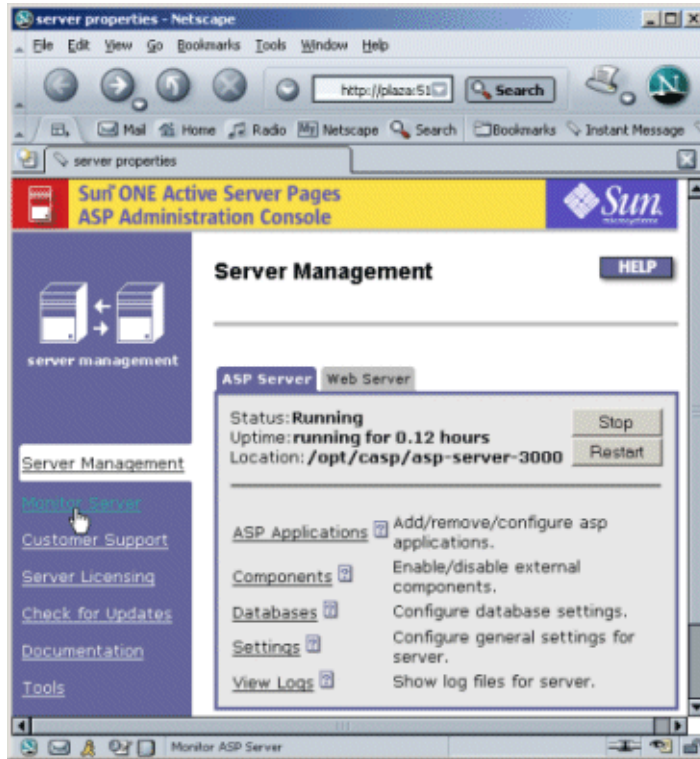 server properties - Netscape
File Edit View Go Bookmarks Tools Window Help
http://plaza:51 Search
Mail Home Radio My Netscape Search Bookmarks Instant Message
server properties
Sun ONE Active Server Pages
ASP Administration Console
Sun
microsystems
server management
Server Management
Monitor Server
Customer Support
Server Licensing
Check for Updates
Documentation
Tools
Server Management HELP
ASP Server Web Server
Status: Running
Uptime: running for 0.12 hours
Location: /opt/casp/asp-server-3000
Stop
Restart
ASP Applications ? Add/remove/configure asp
applications.
Components ? Enable/disable external
components.
Databases ? Configure database settings.
Settings ? Configure general settings for
server.
View Logs ? Show log files for server.
Monitor ASP Server